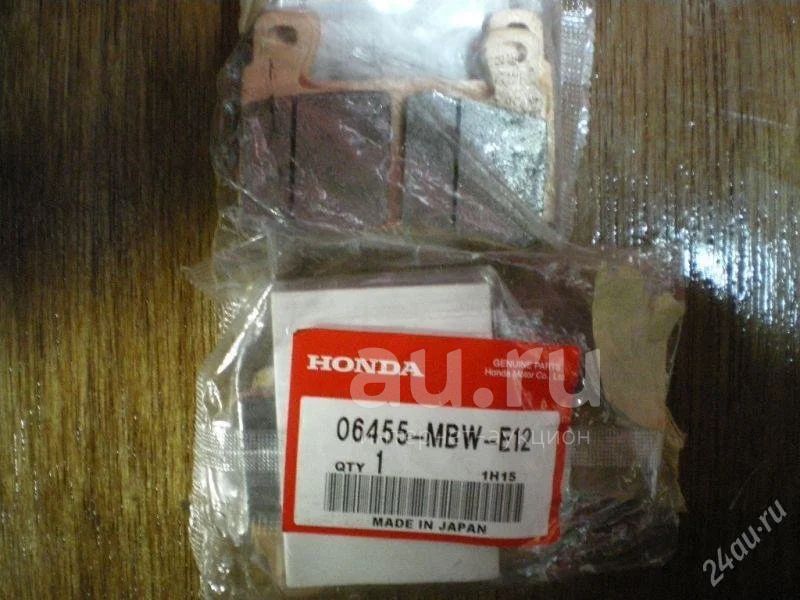 HONDA
GENUINE PARTS
Honda Motor Co., Ltd.
au.ru
аукцион
06455-MBW-E12
QTY 1
1H15
MADE IN JAPAN
24au.ru